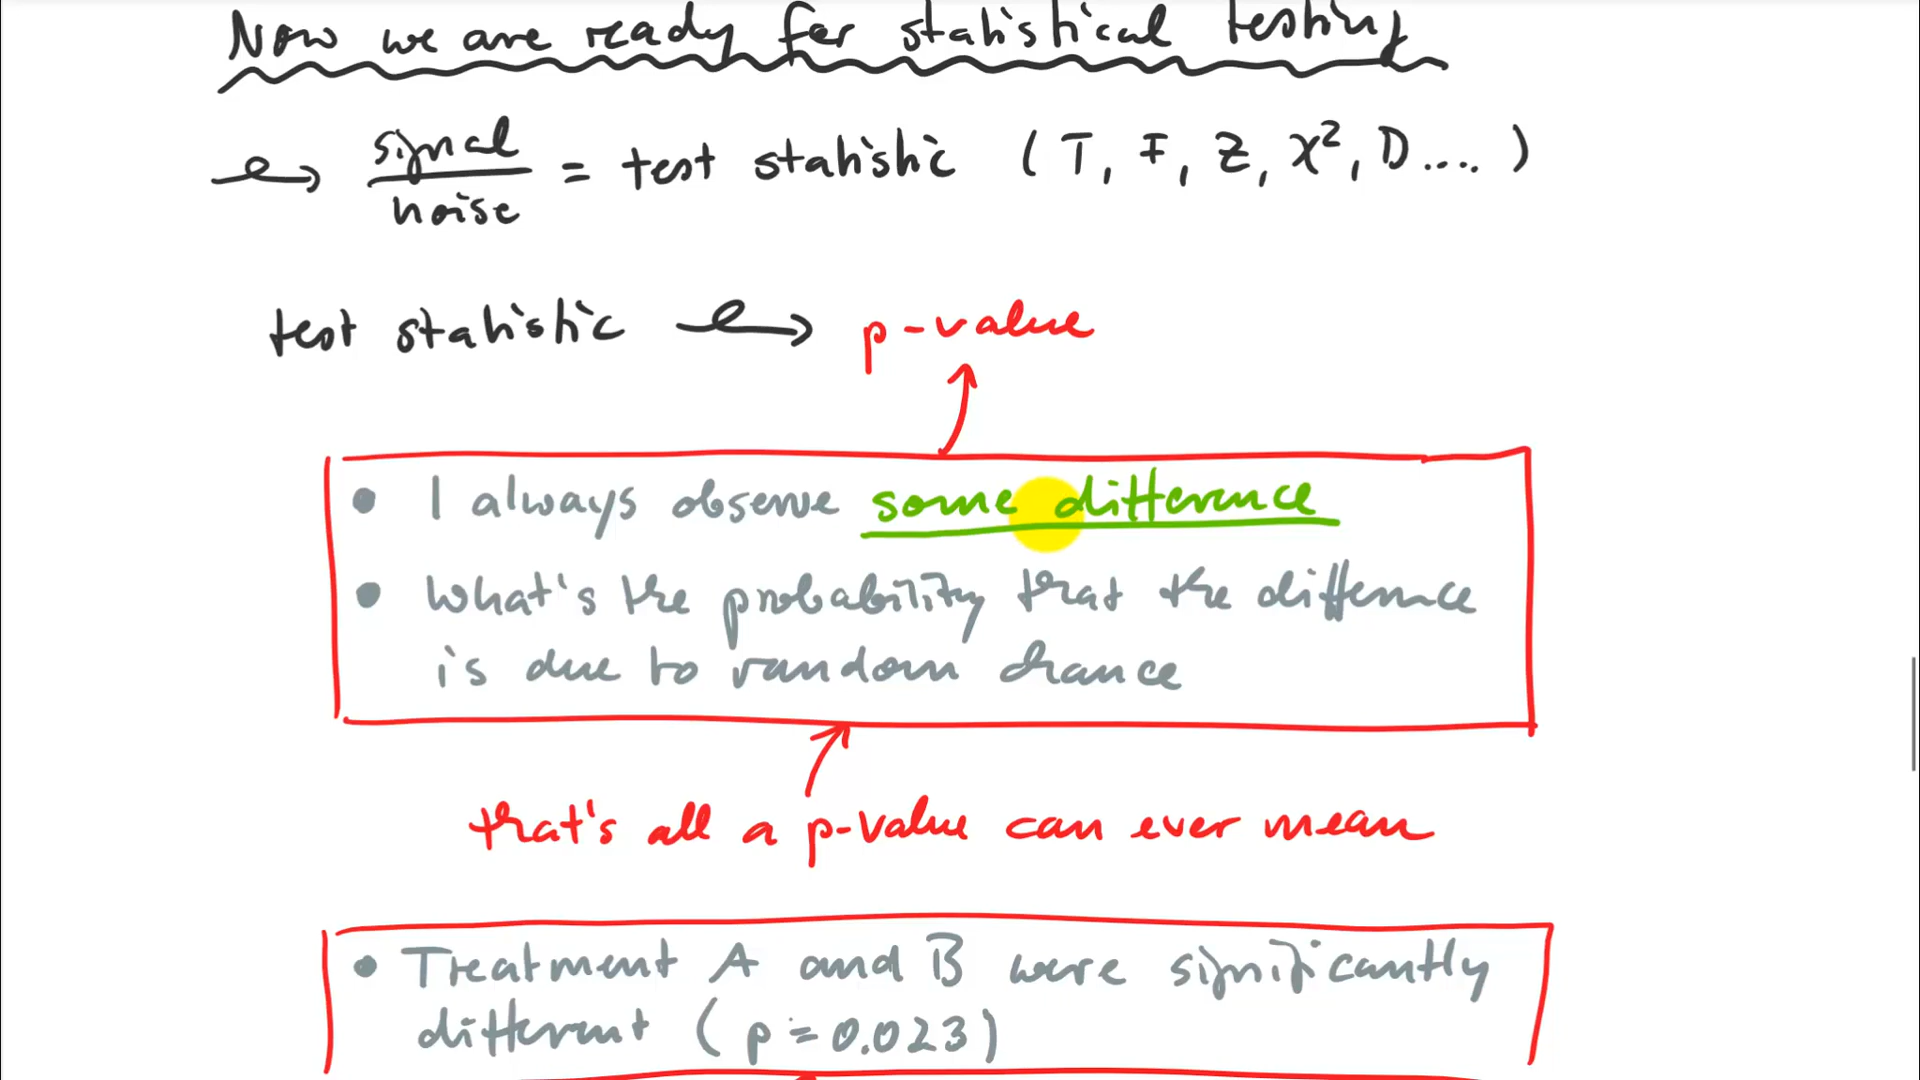 Now we are ready for statistical testing
signal
noise
= test statistic (T, F, Z, X², D....)
test statistic → p-value
• I always observe some difference
• What's the probability that the difference
is due to random chance
that's all a p-value can ever mean
• Treatment A and B were significantly
different (p = 0.023)